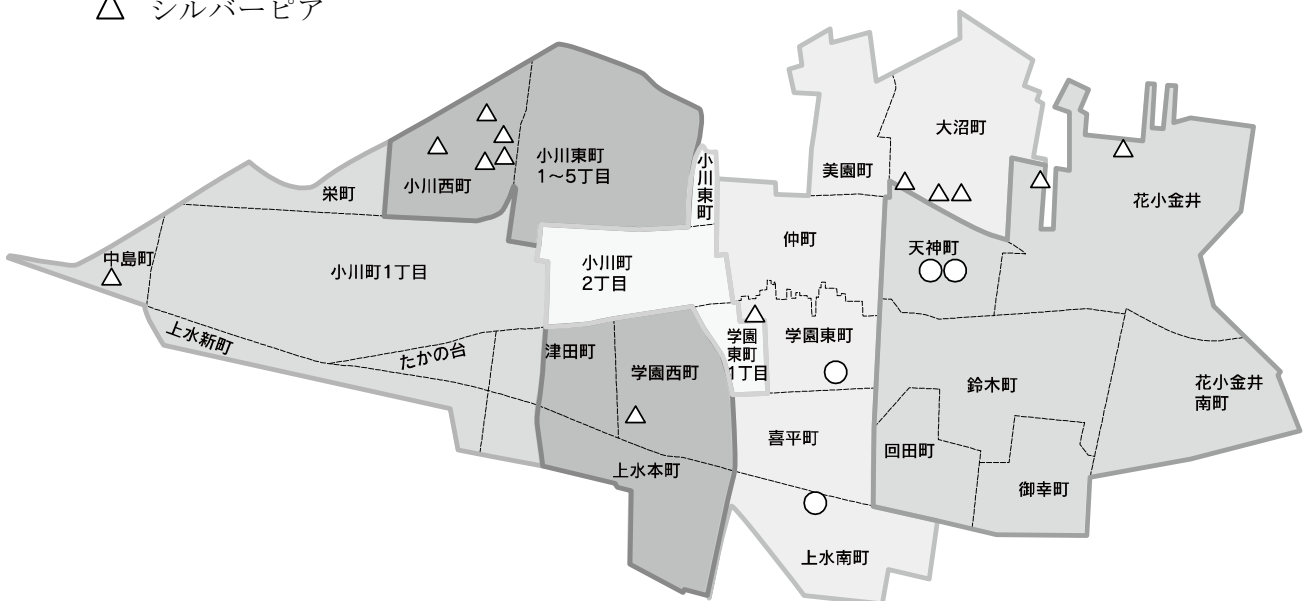 △ シルバーピア
大沼町
小川東町
1〜5丁目
小川東町
美園町
小川西町
栄町
花小金井
仲町
天神町
中島町
小川町1丁目
小川町
2丁目
上水新町
たかの台
津田町
学園西町
学園
東町
1丁目
学園東町
鈴木町
花小金井
南町
喜平町
回田町
上水本町
御幸町
上水南町